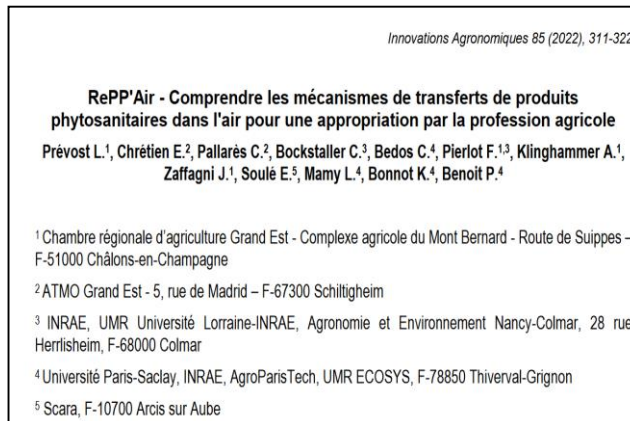 Innovations Agronomiques 85 (2022), 311-322
RePP'Air - Comprendre les mécanismes de transferts de produits
phytosanitaires dans l'air pour une appropriation par la profession agricole
Prévost L.¹, Chrétien E.², Pallarès C.², Bockstaller C.³, Bedos C.⁴, Pierlot F.¹,³, Klinghammer A.¹,
Zaffagni J.¹, Soulé E.⁵, Mamy L.⁴, Bonnot K.⁴, Benoit P.⁴
¹ Chambre régionale d'agriculture Grand Est - Complexe agricole du Mont Bernard - Route de Suippes –
F-51000 Châlons-en-Champagne
² ATMO Grand Est - 5, rue de Madrid – F-67300 Schiltigheim
³ INRAE, UMR Université Lorraine-INRAE, Agronomie et Environnement Nancy-Colmar, 28 rue
Herrlisheim, F-68000 Colmar
⁴ Université Paris-Saclay, INRAE, AgroParisTech, UMR ECOSYS, F-78850 Thiverval-Grignon
⁵ Scara, F-10700 Arcis sur Aube